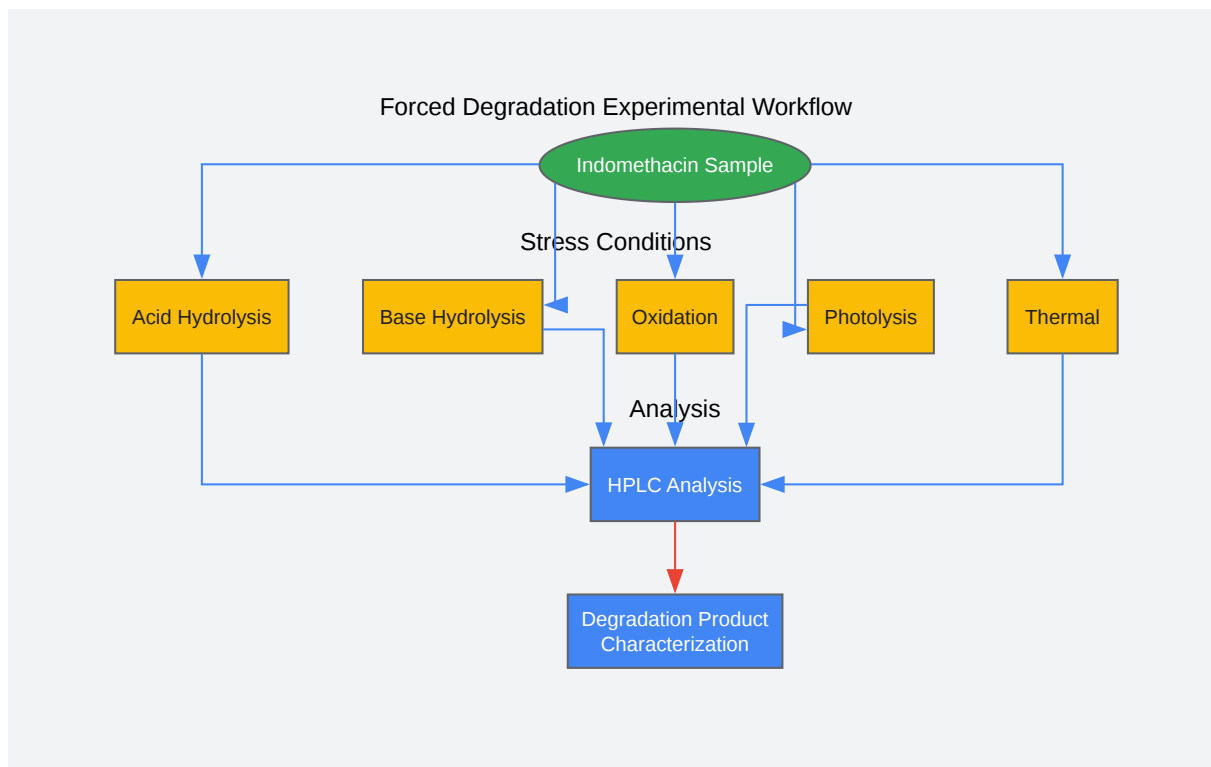 Forced Degradation Experimental Workflow
Indomethacin Sample
Stress Conditions
Acid Hydrolysis
Base Hydrolysis
Oxidation
Photolysis
Thermal
Analysis
HPLC Analysis
Degradation Product
Characterization